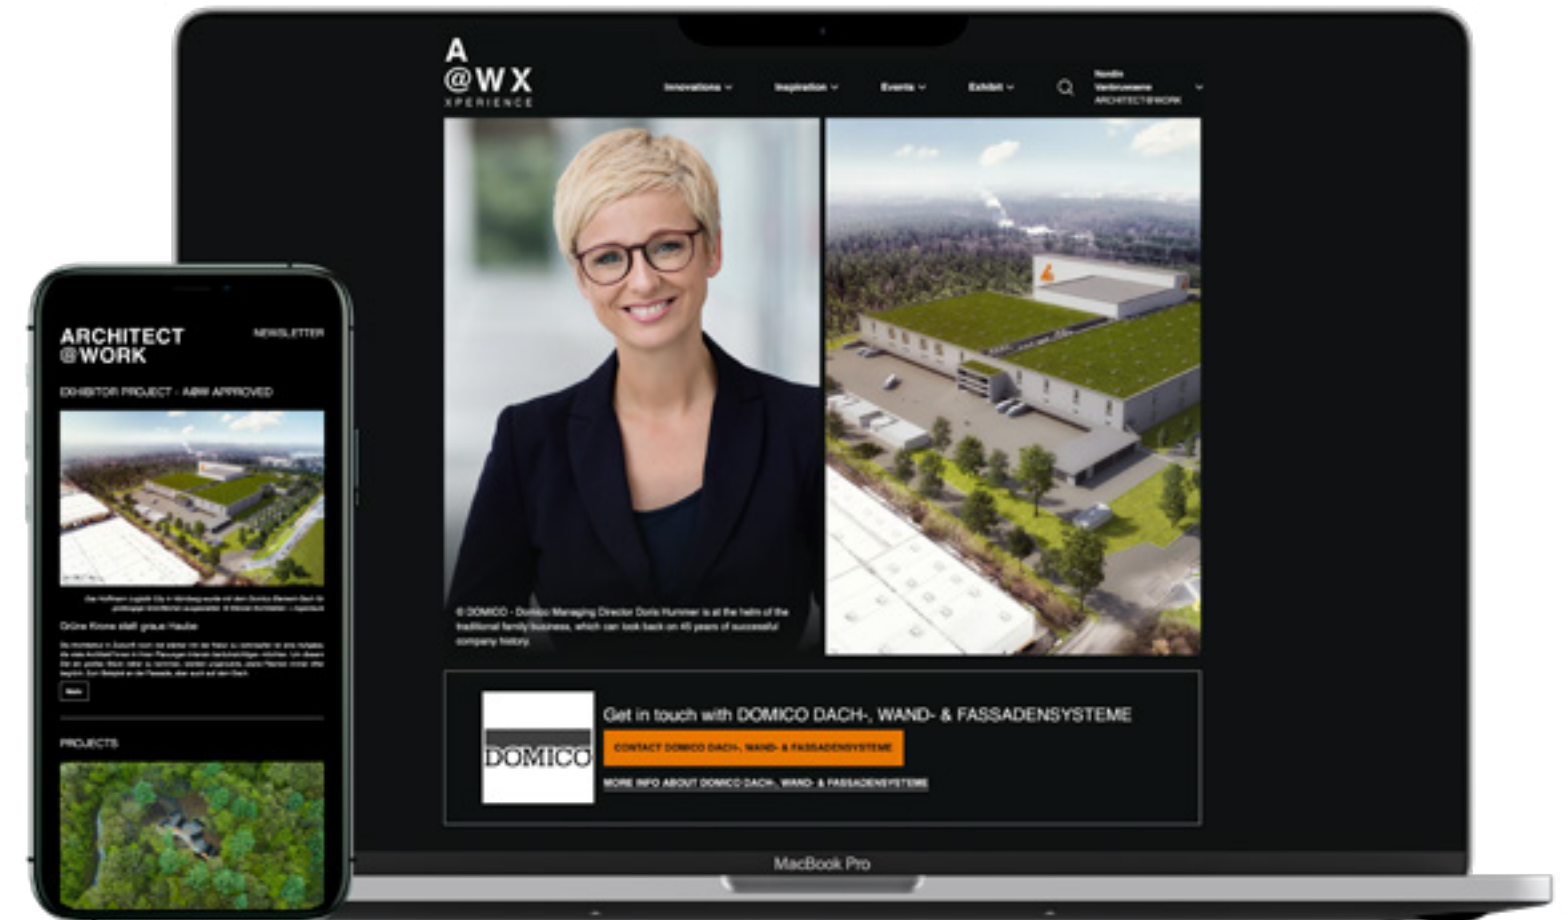 A
@WX
XPERIENCE
Innovations
Inspiration
Events
Exhibit
ARCHITECT@WORK
© DOMICO - Domico Managing Director Doris Hummer is at the helm of the
traditional family business, which can look back on 45 years of successful
company history.
DOMICO
Get in touch with DOMICO DACH-, WAND- & FASSADENSYSTEME
CONTACT DOMICO DACH-, WAND- & FASSADENSYSTEME
MORE INFO ABOUT DOMICO DACH-, WAND- & FASSADENSYSTEME
MacBook Pro
ARCHITECT
@WORK
NEWSLETTER
EXHIBITOR PROJECT - A@W APPROVED
Grüne Krone statt graue Haube
Mehr
PROJECTS